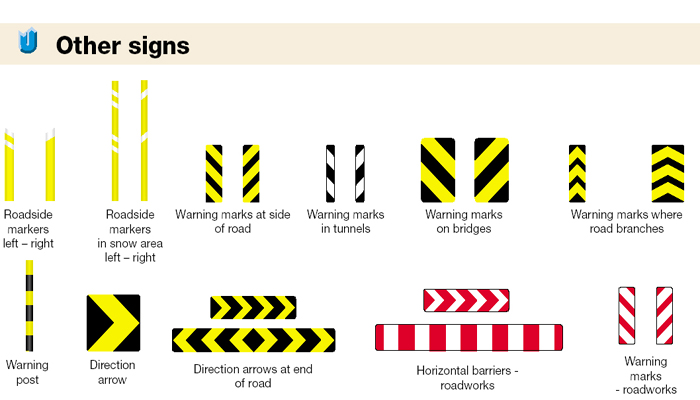 Other signs
Roadside
markers
left – right
Roadside
markers
in snow area
left – right
Warning marks at side
of road
Warning marks
in tunnels
Warning marks
on bridges
Warning marks where
road branches
Warning
post
Direction
arrow
Direction arrows at end
of road
Horizontal barriers -
roadworks
Warning
marks
- roadworks